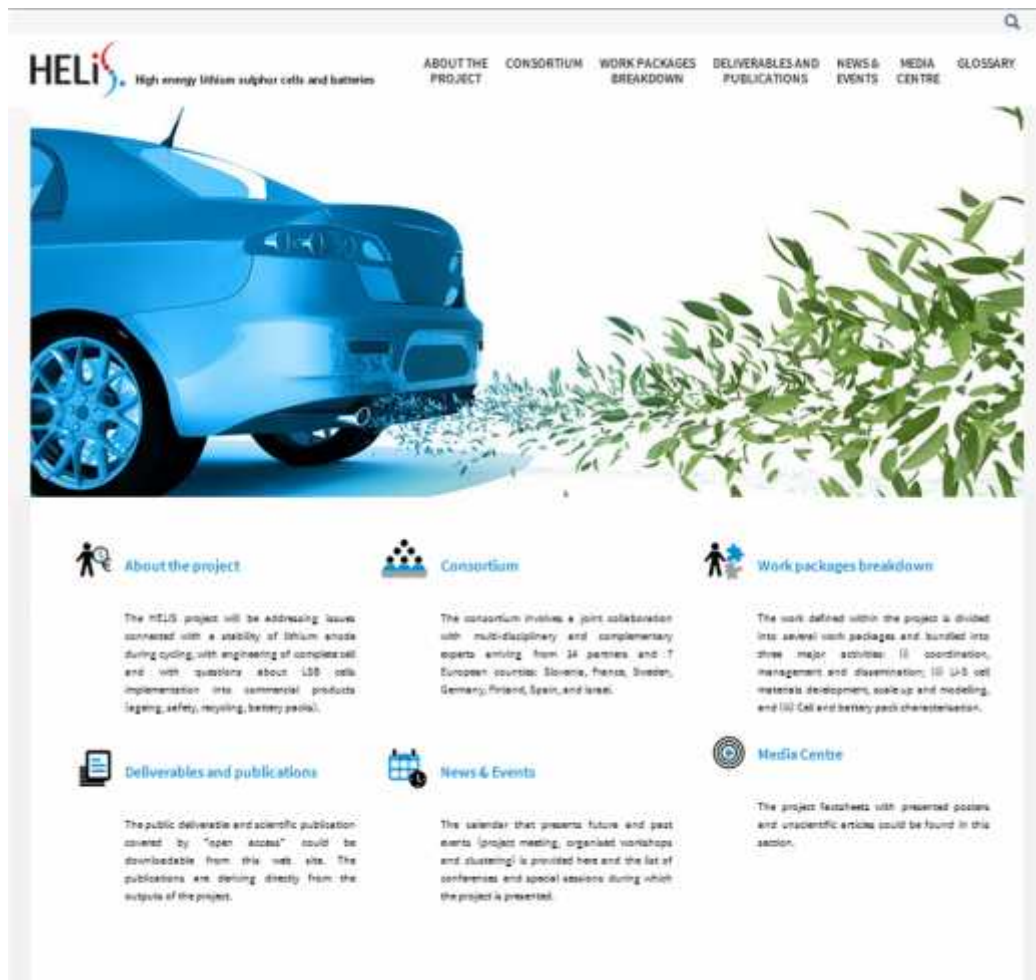 HELiS. High energy lithium sulphor cells and batteries
ABOUT THE PROJECT
CONSORTIUM
WORK PACKAGES BREAKDOWN
DELIVERABLES AND PUBLICATIONS
NEWS & EVENTS
MEDIA CENTRE
GLOSSARY
About the project
The HELIS project will be addressing issues
connected with a stability of lithium anode
during cycling, with engineering of complete cell
and with questions about LSB cells
implementation into commercial products
(ageing, safety, recycling, battery packs).
Consortium
The consortium involves a joint collaboration
with multi-disciplinary and complementary
experts arriving from 14 partners and 7
European counties: Slovenia, France, Sweden,
Germany, Finland, Spain, and Israel.
Work packages breakdown
The work defined within the project is divided
into several work packages and bundled into
three major activities: (i) coordination,
management and dissemination; (ii) Li-S cell
materials development, scale up and modelling,
and (iii) Cell and battery pack characterisation.
Deliverables and publications
The public deliverable and scientific publication
covered by "open access" could be
downloadable from this web site. The
publications are deriving directly from the
outputs of the project.
News & Events
The calendar that presents future and past
events (project meeting, organised workshops
and clustering) is provided here and the list of
conferences and special sessions during which
the project is presented.
Media Centre
The project factsheets with presented posters
and unscientific articles could be found in this
section.